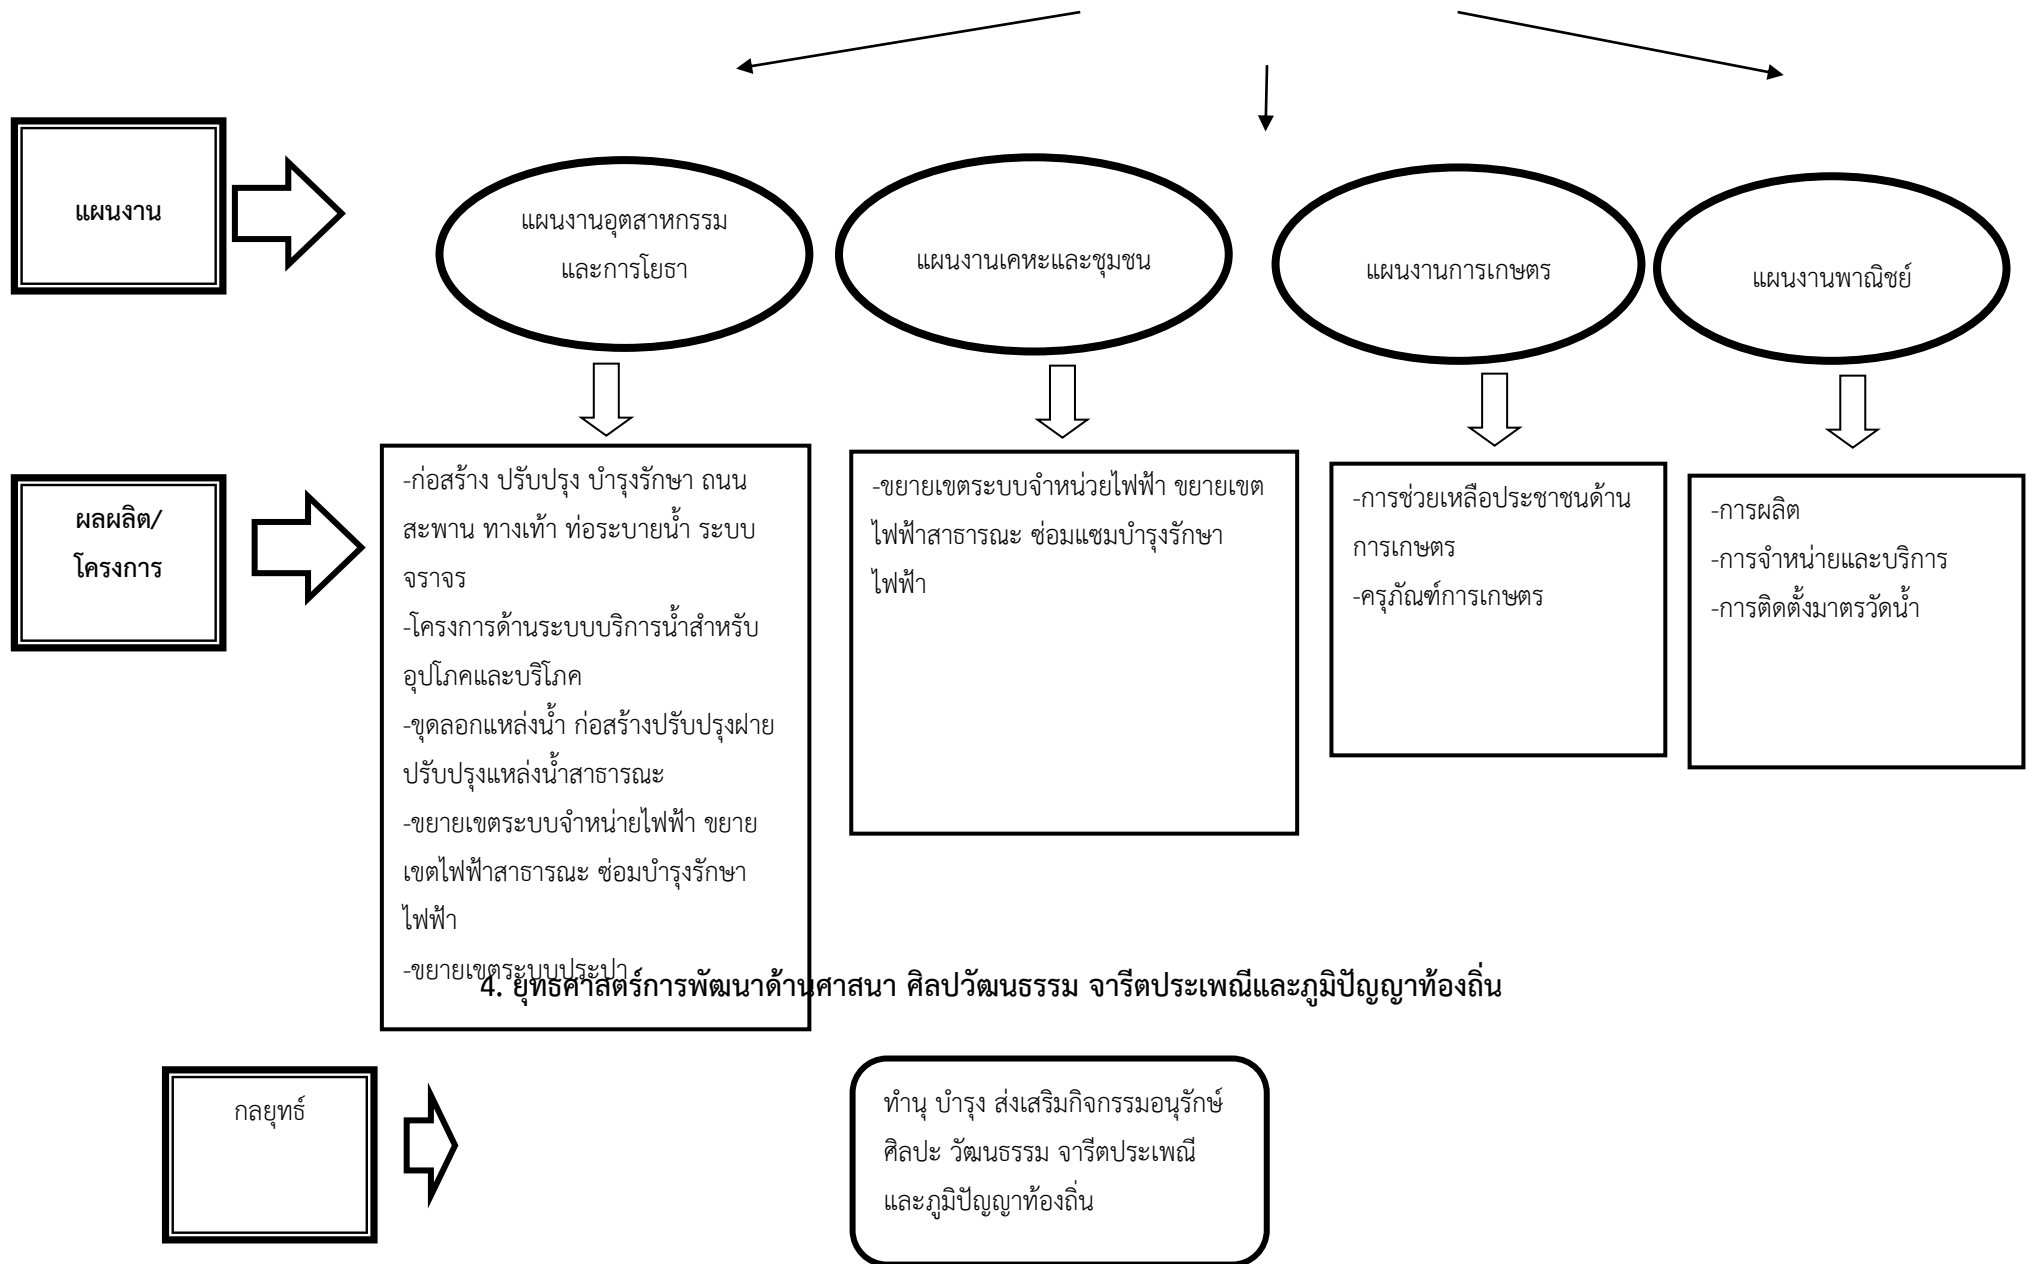 แผนงาน
แผนงานอุตสาหกรรม
และการโยธา
แผนงานเคหะและชุมชน
แผนงานการเกษตร
แผนงานพาณิชย์
ผลผลิต/
โครงการ
-ก่อสร้าง ปรับปรุง บำรุงรักษา ถนน
สะพาน ทางเท้า ท่อระบายน้ำ ระบบ
จราจร
-โครงการด้านระบบบริการน้ำสำหรับ
อุปโภคและบริโภค
-ขุดลอกแหล่งน้ำ ก่อสร้างปรับปรุงฝาย
ปรับปรุงแหล่งน้ำสาธารณะ
-ขยายเขตระบบจำหน่ายไฟฟ้า ขยาย
เขตไฟฟ้าสาธารณะ ซ่อมบำรุงรักษา
ไฟฟ้า
-ขยายเขตระบบประปา
-ขยายเขตระบบจำหน่วยไฟฟ้า ขยายเขต
ไฟฟ้าสาธารณะ ซ่อมแซมบำรุงรักษา
ไฟฟ้า
-การช่วยเหลือประชาชนด้าน
การเกษตร
-ครุภัณฑ์การเกษตร
-การผลิต
-การจำหน่ายและบริการ
-การติดตั้งมาตรวัดน้ำ
4. ยุทธศาสตร์การพัฒนาด้านศาสนา ศิลปวัฒนธรรม จารีตประเพณีและภูมิปัญญาท้องถิ่น
กลยุทธ์
ทำนุ บำรุง ส่งเสริมกิจกรรมอนุรักษ์
ศิลปะ วัฒนธรรม จารีตประเพณี
และภูมิปัญญาท้องถิ่น